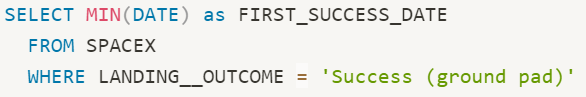 SELECT MIN(DATE) as FIRST_SUCCESS_DATE
FROM SPACEX
WHERE LANDING__OUTCOME = 'Success (ground pad)'